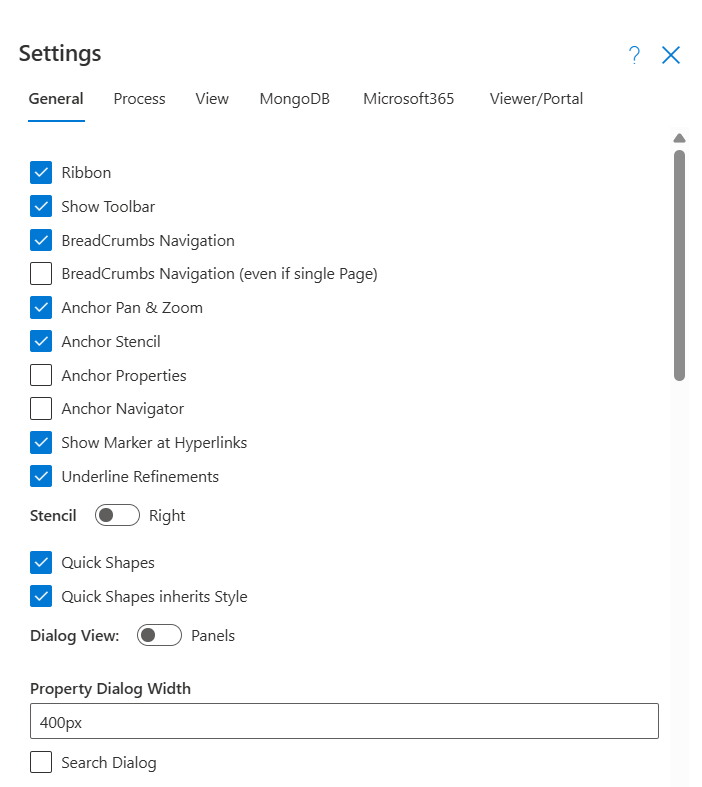 Settings ?
General Process View MongoDB Microsoft365 Viewer/Portal
Ribbon
Show Toolbar
BreadCrumbs Navigation
BreadCrumbs Navigation (even if single Page)
Anchor Pan & Zoom
Anchor Stencil
Anchor Properties
Anchor Navigator
Show Marker at Hyperlinks
Underline Refinements
Stencil Right
Quick Shapes
Quick Shapes inherits Style
Dialog View: Panels
Property Dialog Width
400px
Search Dialog